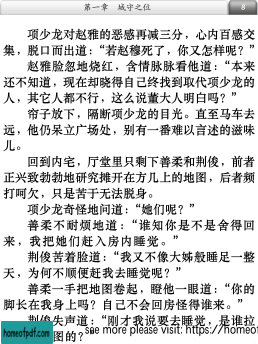 第一章　城守之位
8
项少龙对赵雅的恶感再减三分，心内百感交
集，脱口而出道：“若赵穆死了，你又怎样呢？”
赵雅脸忽地烧红，含情脉脉看他道：“本来
还不知道，现在却晓得自己终找到取代项少龙的
人，其它人都不行，这么说董大人明白吗？”
帘子放下，隔断项少龙的目光。直至马车去
远，他仍呆立广场处，别有一番难以言述的滋味
儿。
回到内宅，厅堂里只剩下善柔和荆俊，前者
正兴致勃勃地研究摊开在方几上的地图，后者频
打呵欠，只是苦于无法脱身。
项少龙奇怪地问道：“她们呢？”
善柔不耐烦地道：“谁知你是不是舍得回
来，我把她们赶入房内睡觉。”
荆俊苦着脸道：“我又不像大姊般睡足一整
天，为何不顺便赶我去睡觉呢？”
善柔一手把地图卷起，瞪他一眼道：“你的
脚长在我身上吗？自己不会回房怪得谁来。”
荆俊失声道：“刚才我说要去睡觉，是谁拉
图的？”
homeofpdf.com
see more please visit: https://homeof